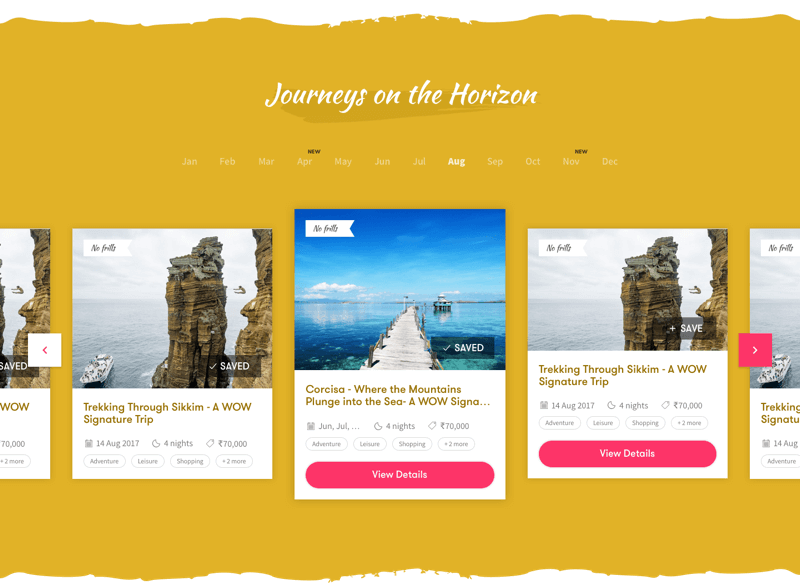 Journeys on the Horizon
NEW NEW
Jan Feb Mar Apr May Jun Jul Aug Sep Oct Nov Dec
No frills
No frills
No frills
No frills
SAVED
SAVED
SAVED
+ SAVE
WOW
Trekking Through Sikkim - A WOW
Signature Trip
14 Aug 2017 4 nights ₹70,000
Adventure Leisure Shopping + 2 more
70,000
+ 2 more
Corcisa - Where the Mountains
Plunge into the Sea- A WOW Signa...
Jun, Jul, ... 4 nights ₹70,000
Adventure Leisure Shopping + 2 more
View Details
Trekking Through Sikkim - A WOW
Signature Trip
14 Aug 2017 4 nights ₹70,000
Adventure Leisure Shopping + 2 more
View Details
Trekking
Signatu
14 Aug
Adventure